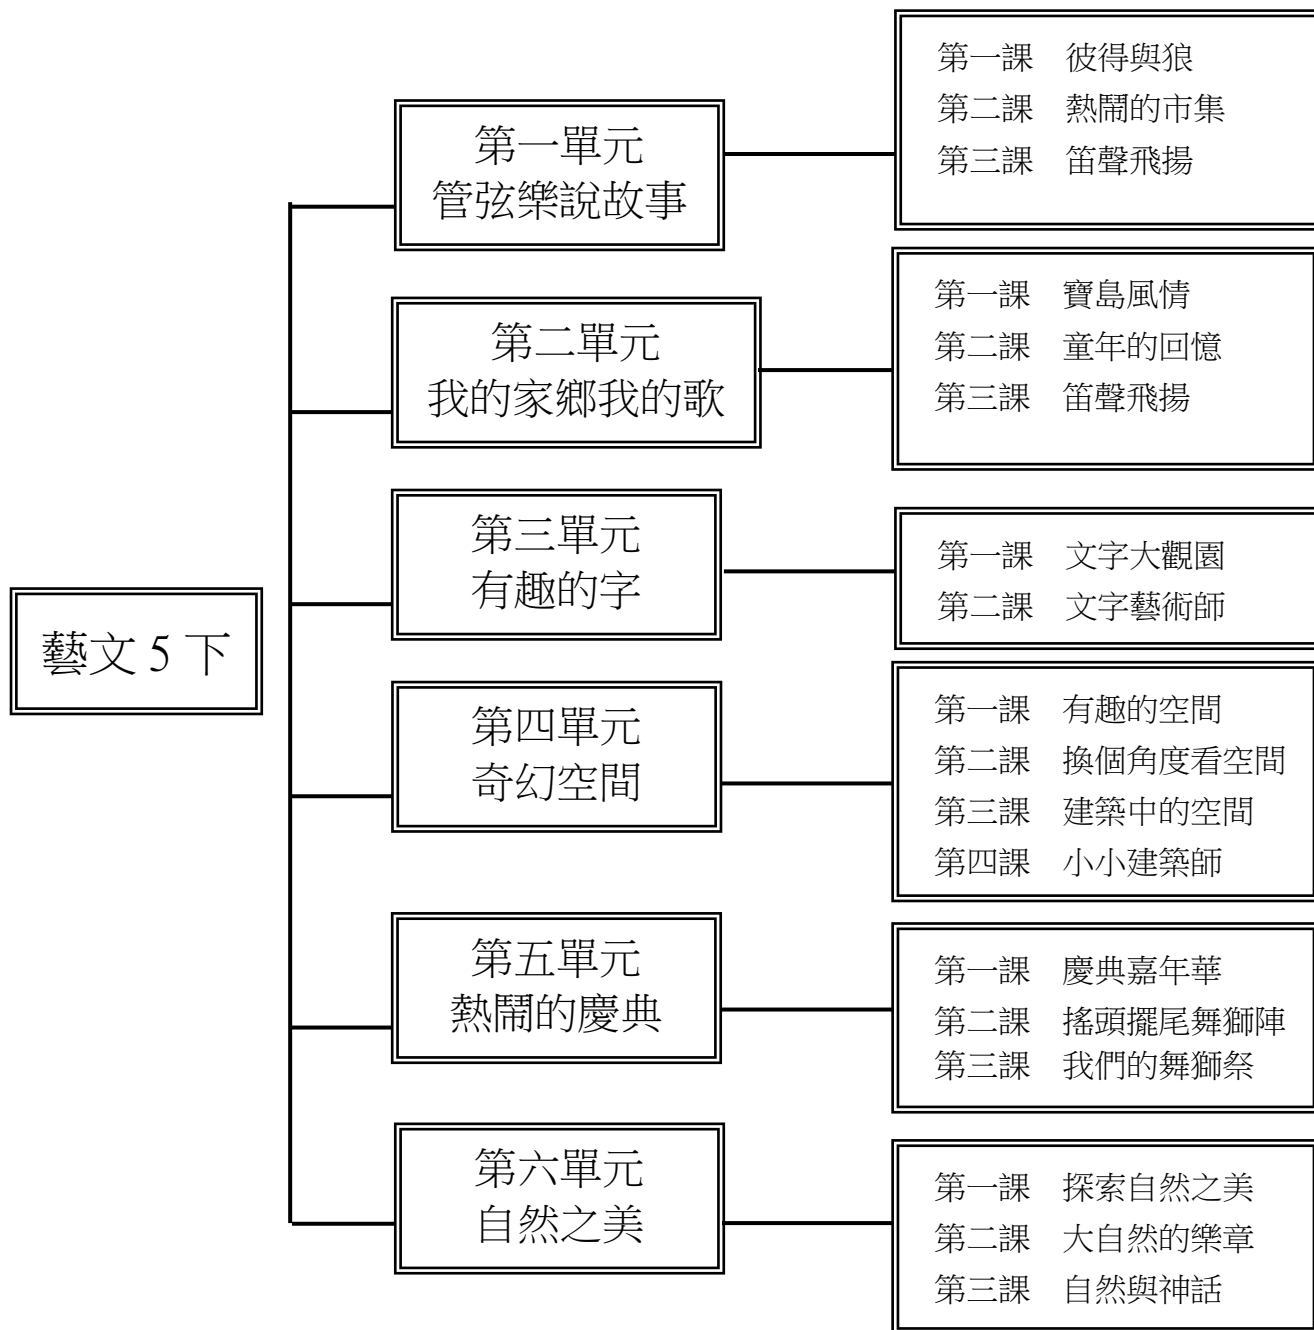 藝文 5 下
第一單元
管弦樂說故事
第一課　彼得與狼
第二課　熱鬧的市集
第三課　笛聲飛揚
第二單元
我的家鄉我的歌
第一課　寶島風情
第二課　童年的回憶
第三課　笛聲飛揚
第三單元
有趣的字
第一課　文字大觀園
第二課　文字藝術師
第四單元
奇幻空間
第一課　有趣的空間
第二課　換個角度看空間
第三課　建築中的空間
第四課　小小建築師
第五單元
熱鬧的慶典
第一課　慶典嘉年華
第二課　搖頭擺尾舞獅陣
第三課　我們的舞獅祭
第六單元
自然之美
第一課　探索自然之美
第二課　大自然的樂章
第三課　自然與神話